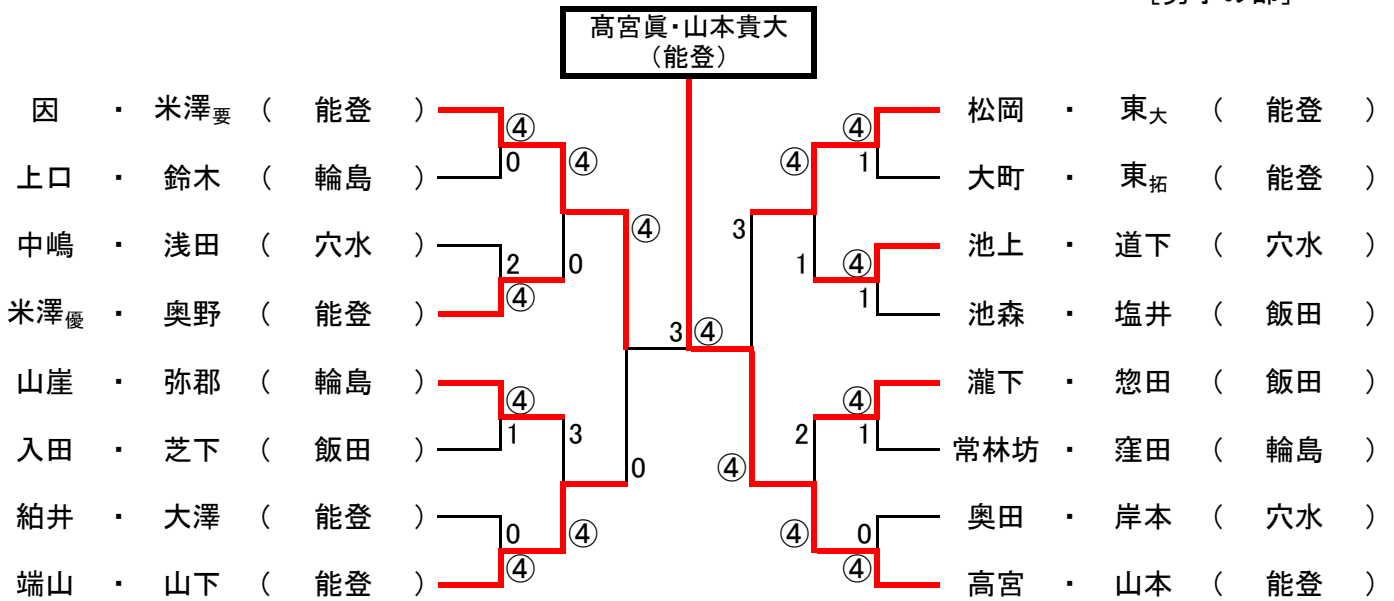 [男子の部]
髙宮眞・山本貴大
（能登）
因 ・ 米澤要 （ 能登 ）
上口 ・ 鈴木 （ 輪島 ）
中嶋 ・ 浅田 （ 穴水 ）
米澤優 ・ 奥野 （ 能登 ）
山崖 ・ 弥郡 （ 輪島 ）
入田 ・ 芝下 （ 飯田 ）
絈井 ・ 大澤 （ 能登 ）
端山 ・ 山下 （ 能登 ）
④
0
④
2
④
0
④
④
1
3
0
④
④
0
3
④
松岡 ・ 東大 （ 能登 ）
大町 ・ 東拓 （ 能登 ）
池上 ・ 道下 （ 穴水 ）
池森 ・ 塩井 （ 飯田 ）
瀧下 ・ 惣田 （ 飯田 ）
常林坊 ・ 窪田 （ 輪島 ）
奥田 ・ 岸本 （ 穴水 ）
高宮 ・ 山本 （ 能登 ）
④
1
④
3
1
④
1
④
2
1
④
④
0
④